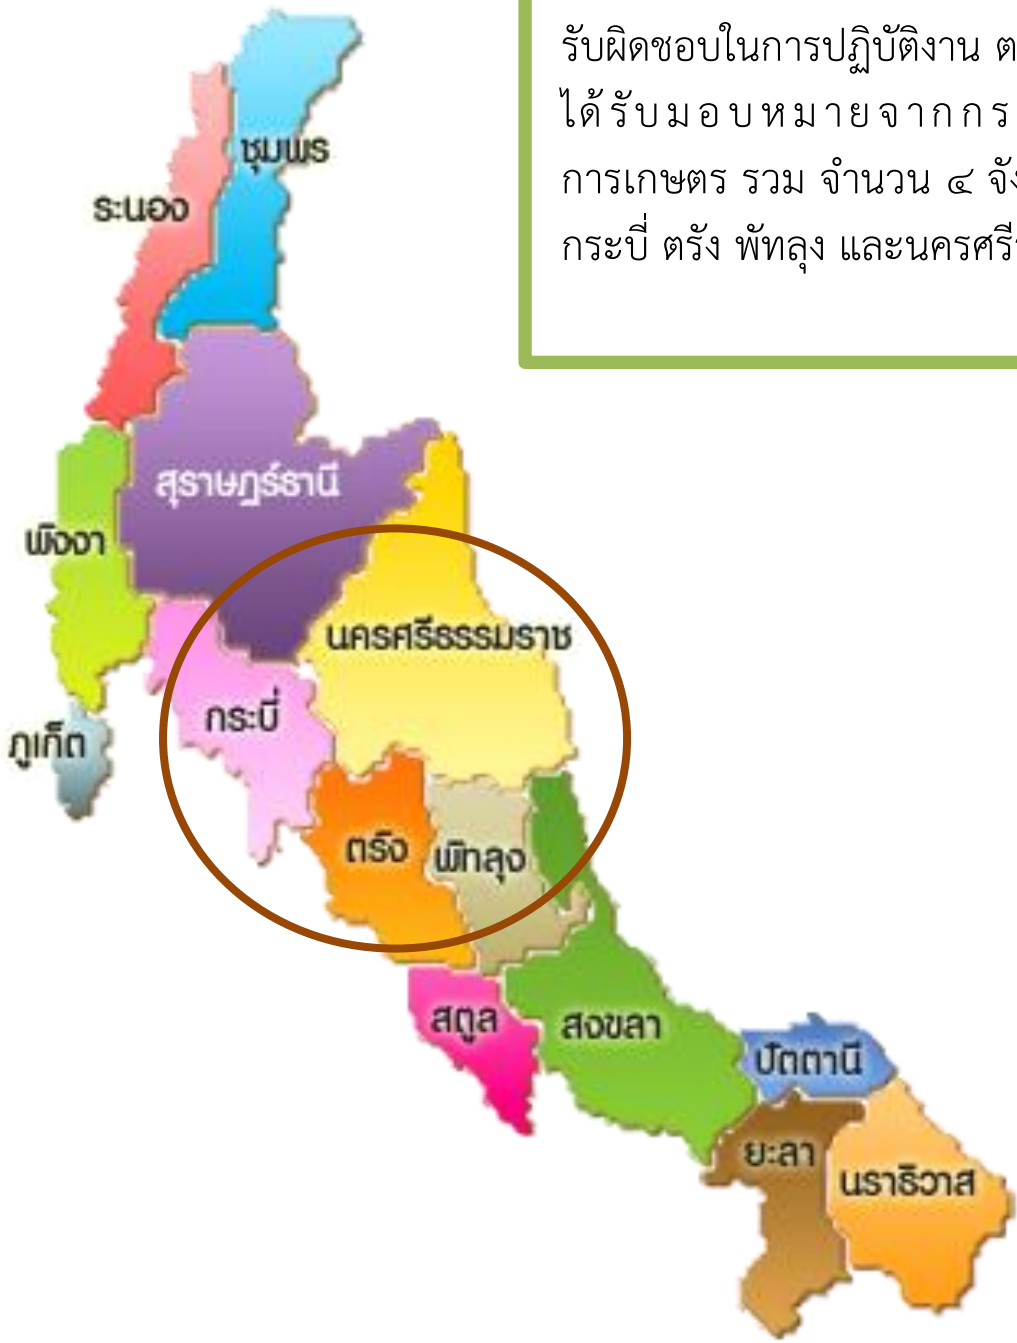 รับผิดชอบในการปฏิบัติงาน ต
ได้รับมอบหมายจากกร
การเกษตร รวม จำนวน ๔ จัง
กระบี่ ตรัง พัทลุง และนครศรี
ชุมพร
ระนอง
สุราษฎร์ธานี
พังงา
นครศรีธรรมราช
กระบี่
ภูเก็ต
ตรัง
พัทลุง
สตูล
สงขลา
ปัตตานี
ยะลา
นราธิวาส